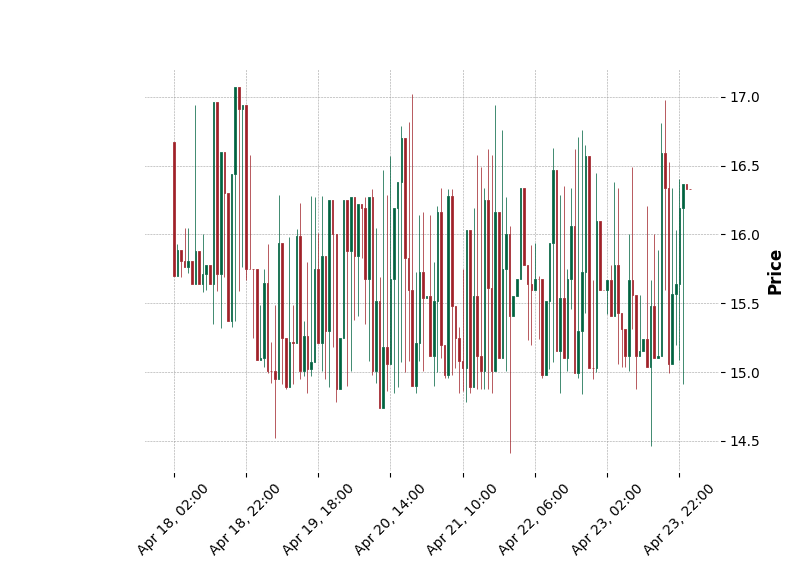 17.0
16.5
16.0
15.5
15.0
14.5
Price
Apr 18, 02:00
Apr 18, 22:00
Apr 19, 18:00
Apr 20, 14:00
Apr 21, 10:00
Apr 22, 06:00
Apr 23, 02:00
Apr 23, 22:00